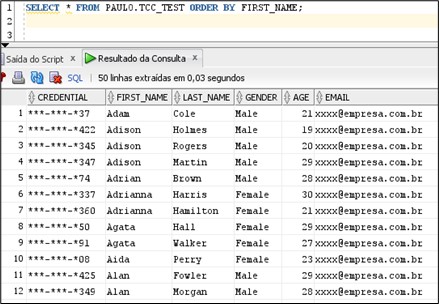 1 SELECT * FROM PAULO.TCC_TEST ORDER BY FIRST_NAME;
2
3
Saída do Script × Resultado da Consulta ×
SQL | 50 linhas extraídas em 0,03 segundos
CREDENTIAL FIRST_NAME LAST_NAME GENDER AGE EMAIL
1 ***-***-*37 Adam Cole Male 21 xxxx@empresa.com.br
2 ***-***-*422 Adison Holmes Male 19 xxxx@empresa.com.br
3 ***-***-*345 Adison Rogers Male 20 xxxx@empresa.com.br
4 ***-***-*347 Adison Martin Male 29 xxxx@empresa.com.br
5 ***-***-*74 Adrian Brown Male 28 xxxx@empresa.com.br
6 ***-***-*337 Adrianna Harris Female 30 xxxx@empresa.com.br
7 ***-***-*360 Adrianna Hamilton Female 21 xxxx@empresa.com.br
8 ***-***-*50 Agata Hall Female 29 xxxx@empresa.com.br
9 ***-***-*91 Agata Walker Female 27 xxxx@empresa.com.br
10 ***-***-*08 Aida Perry Female 23 xxxx@empresa.com.br
11 ***-***-*425 Alan Fowler Male 29 xxxx@empresa.com.br
12 ***-***-*349 Alan Morgan Male 28 xxxx@empresa.com.br